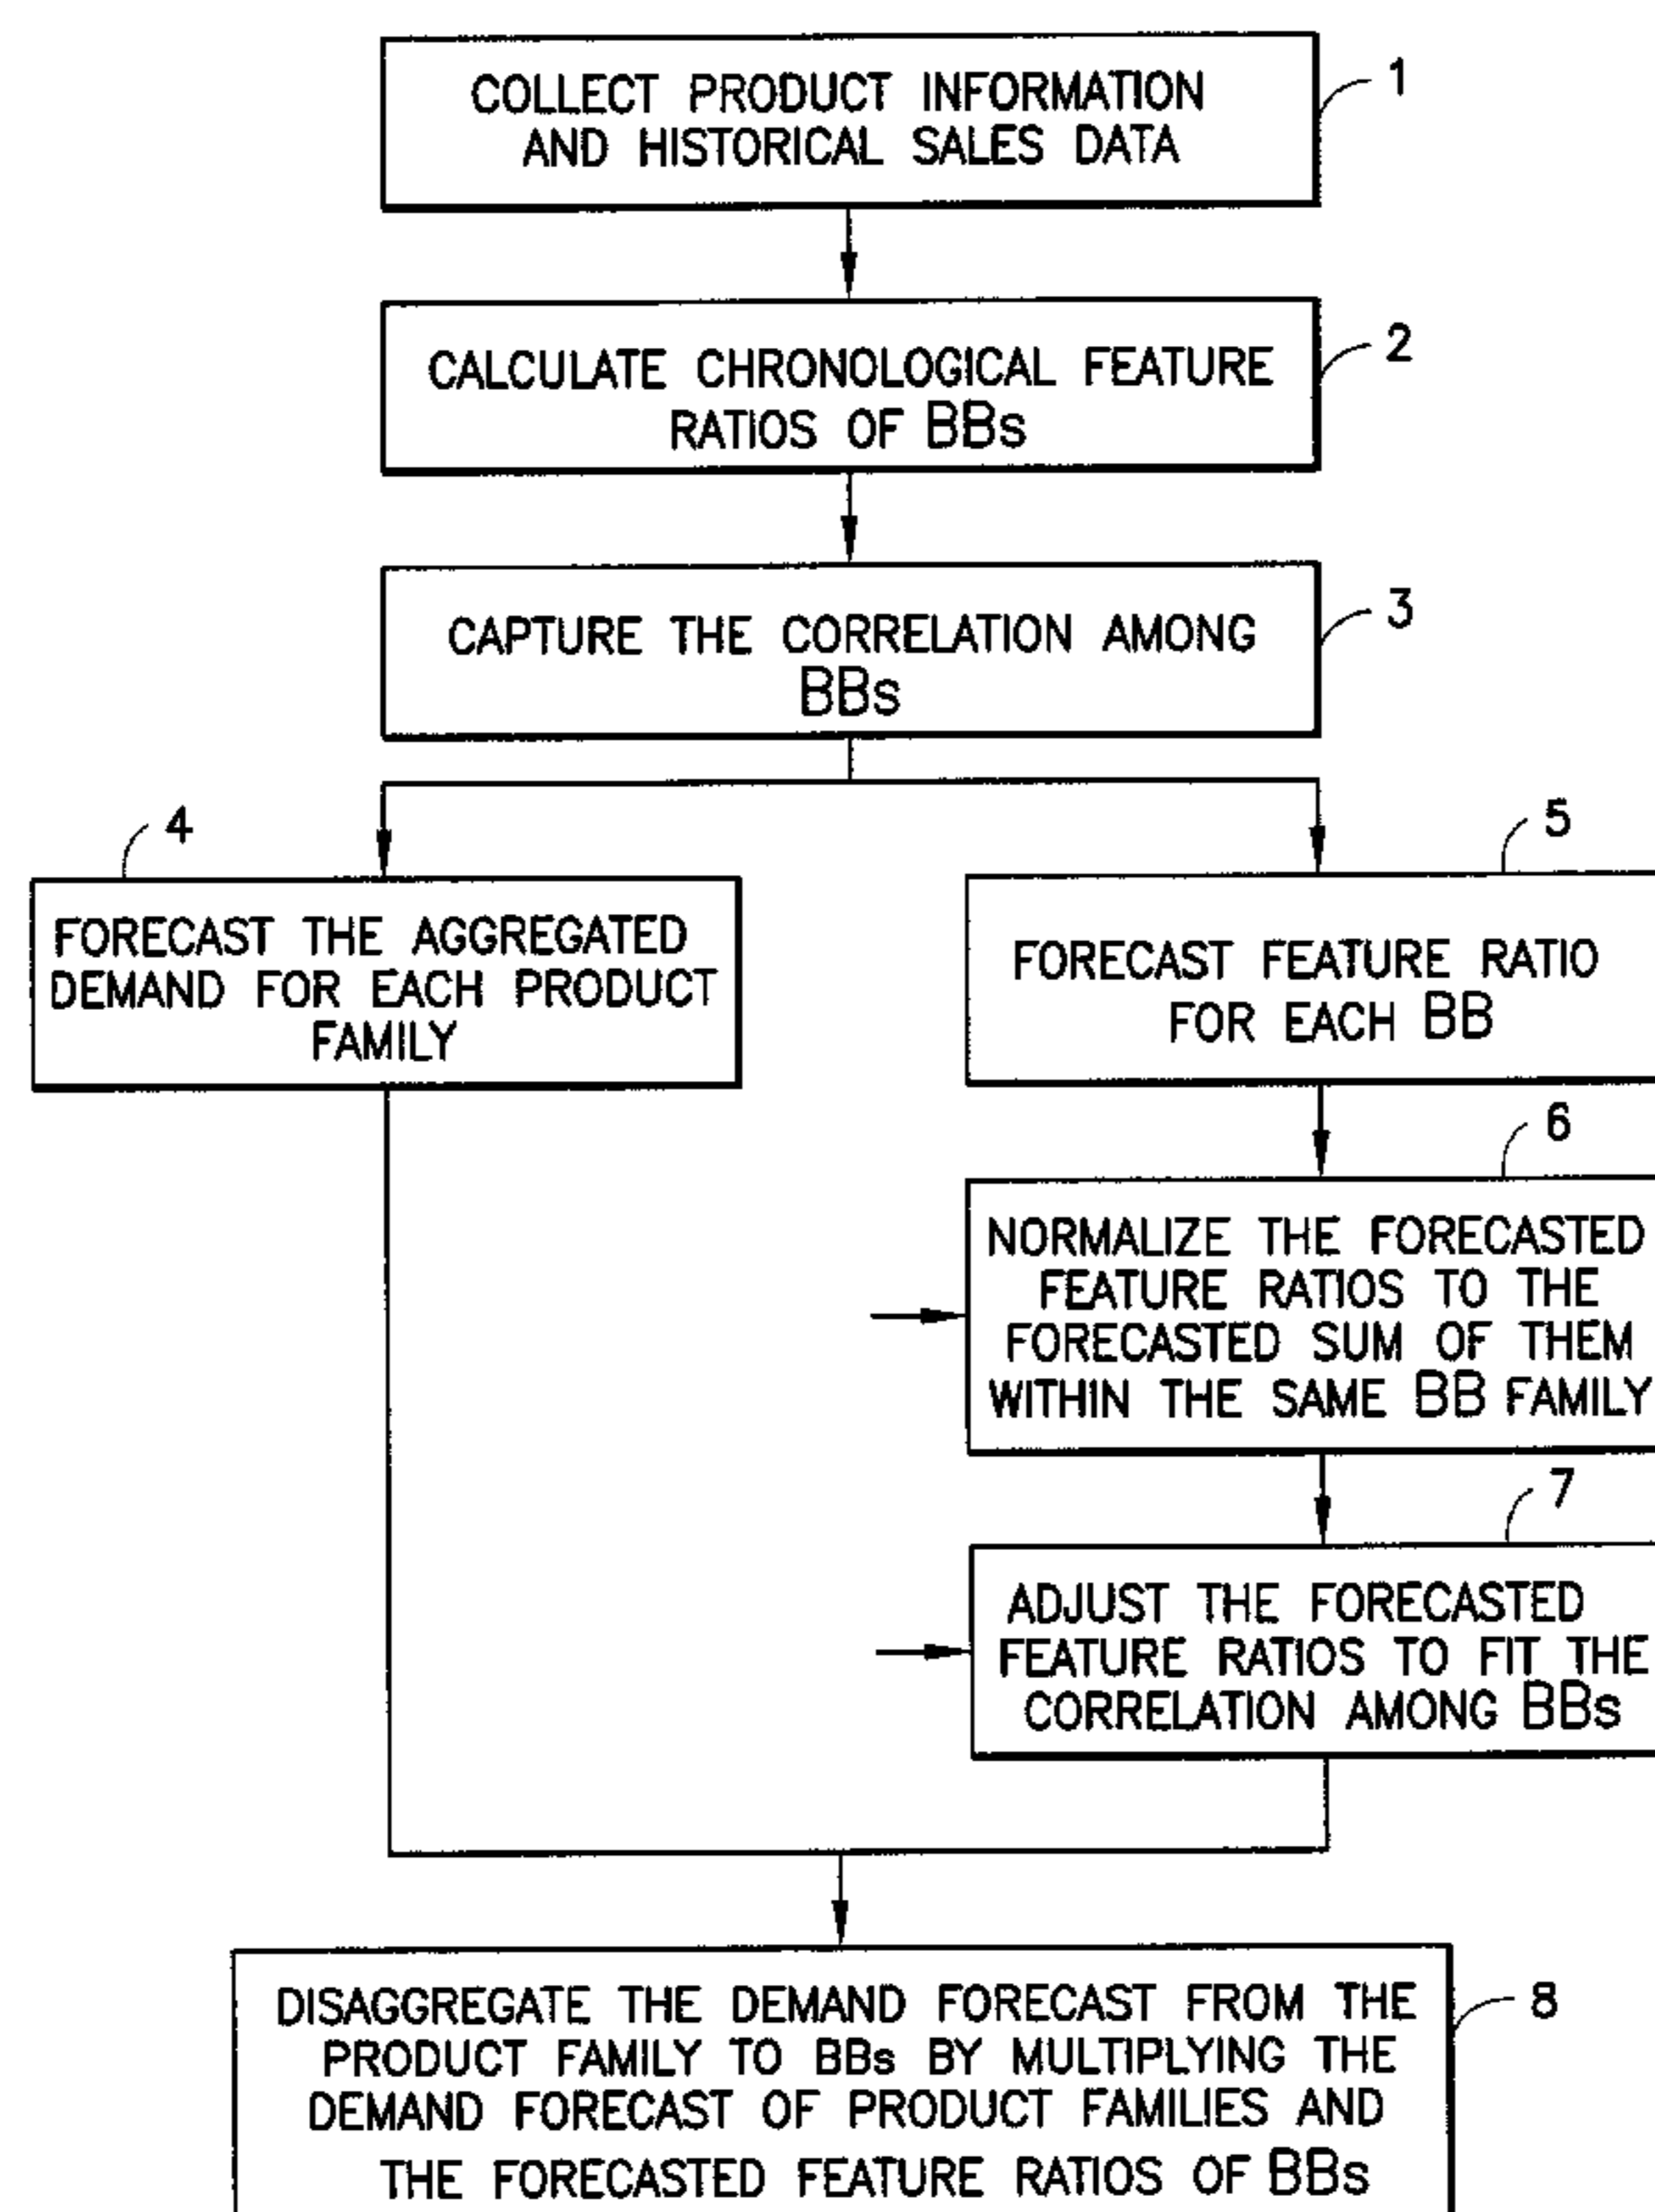 COLLECT PRODUCT INFORMATION
AND HISTORICAL SALES DATA
1
CALCULATE CHRONOLOGICAL FEATURE
RATIOS OF BBs
2
CAPTURE THE CORRELATION AMONG
BBs
3
4
FORECAST THE AGGREGATED
DEMAND FOR EACH PRODUCT
FAMILY
5
FORECAST FEATURE RATIO
FOR EACH BB
6
NORMALIZE THE FORECASTED
FEATURE RATIOS TO THE
FORECASTED SUM OF THEM
WITHIN THE SAME BB FAMILY
7
ADJUST THE FORECASTED
FEATURE RATIOS TO FIT THE
CORRELATION AMONG BBs
8
DISAGGREGATE THE DEMAND FORECAST FROM THE
PRODUCT FAMILY TO BBs BY MULTIPLYING THE
DEMAND FORECAST OF PRODUCT FAMILIES AND
THE FORECASTED FEATURE RATIOS OF BBs